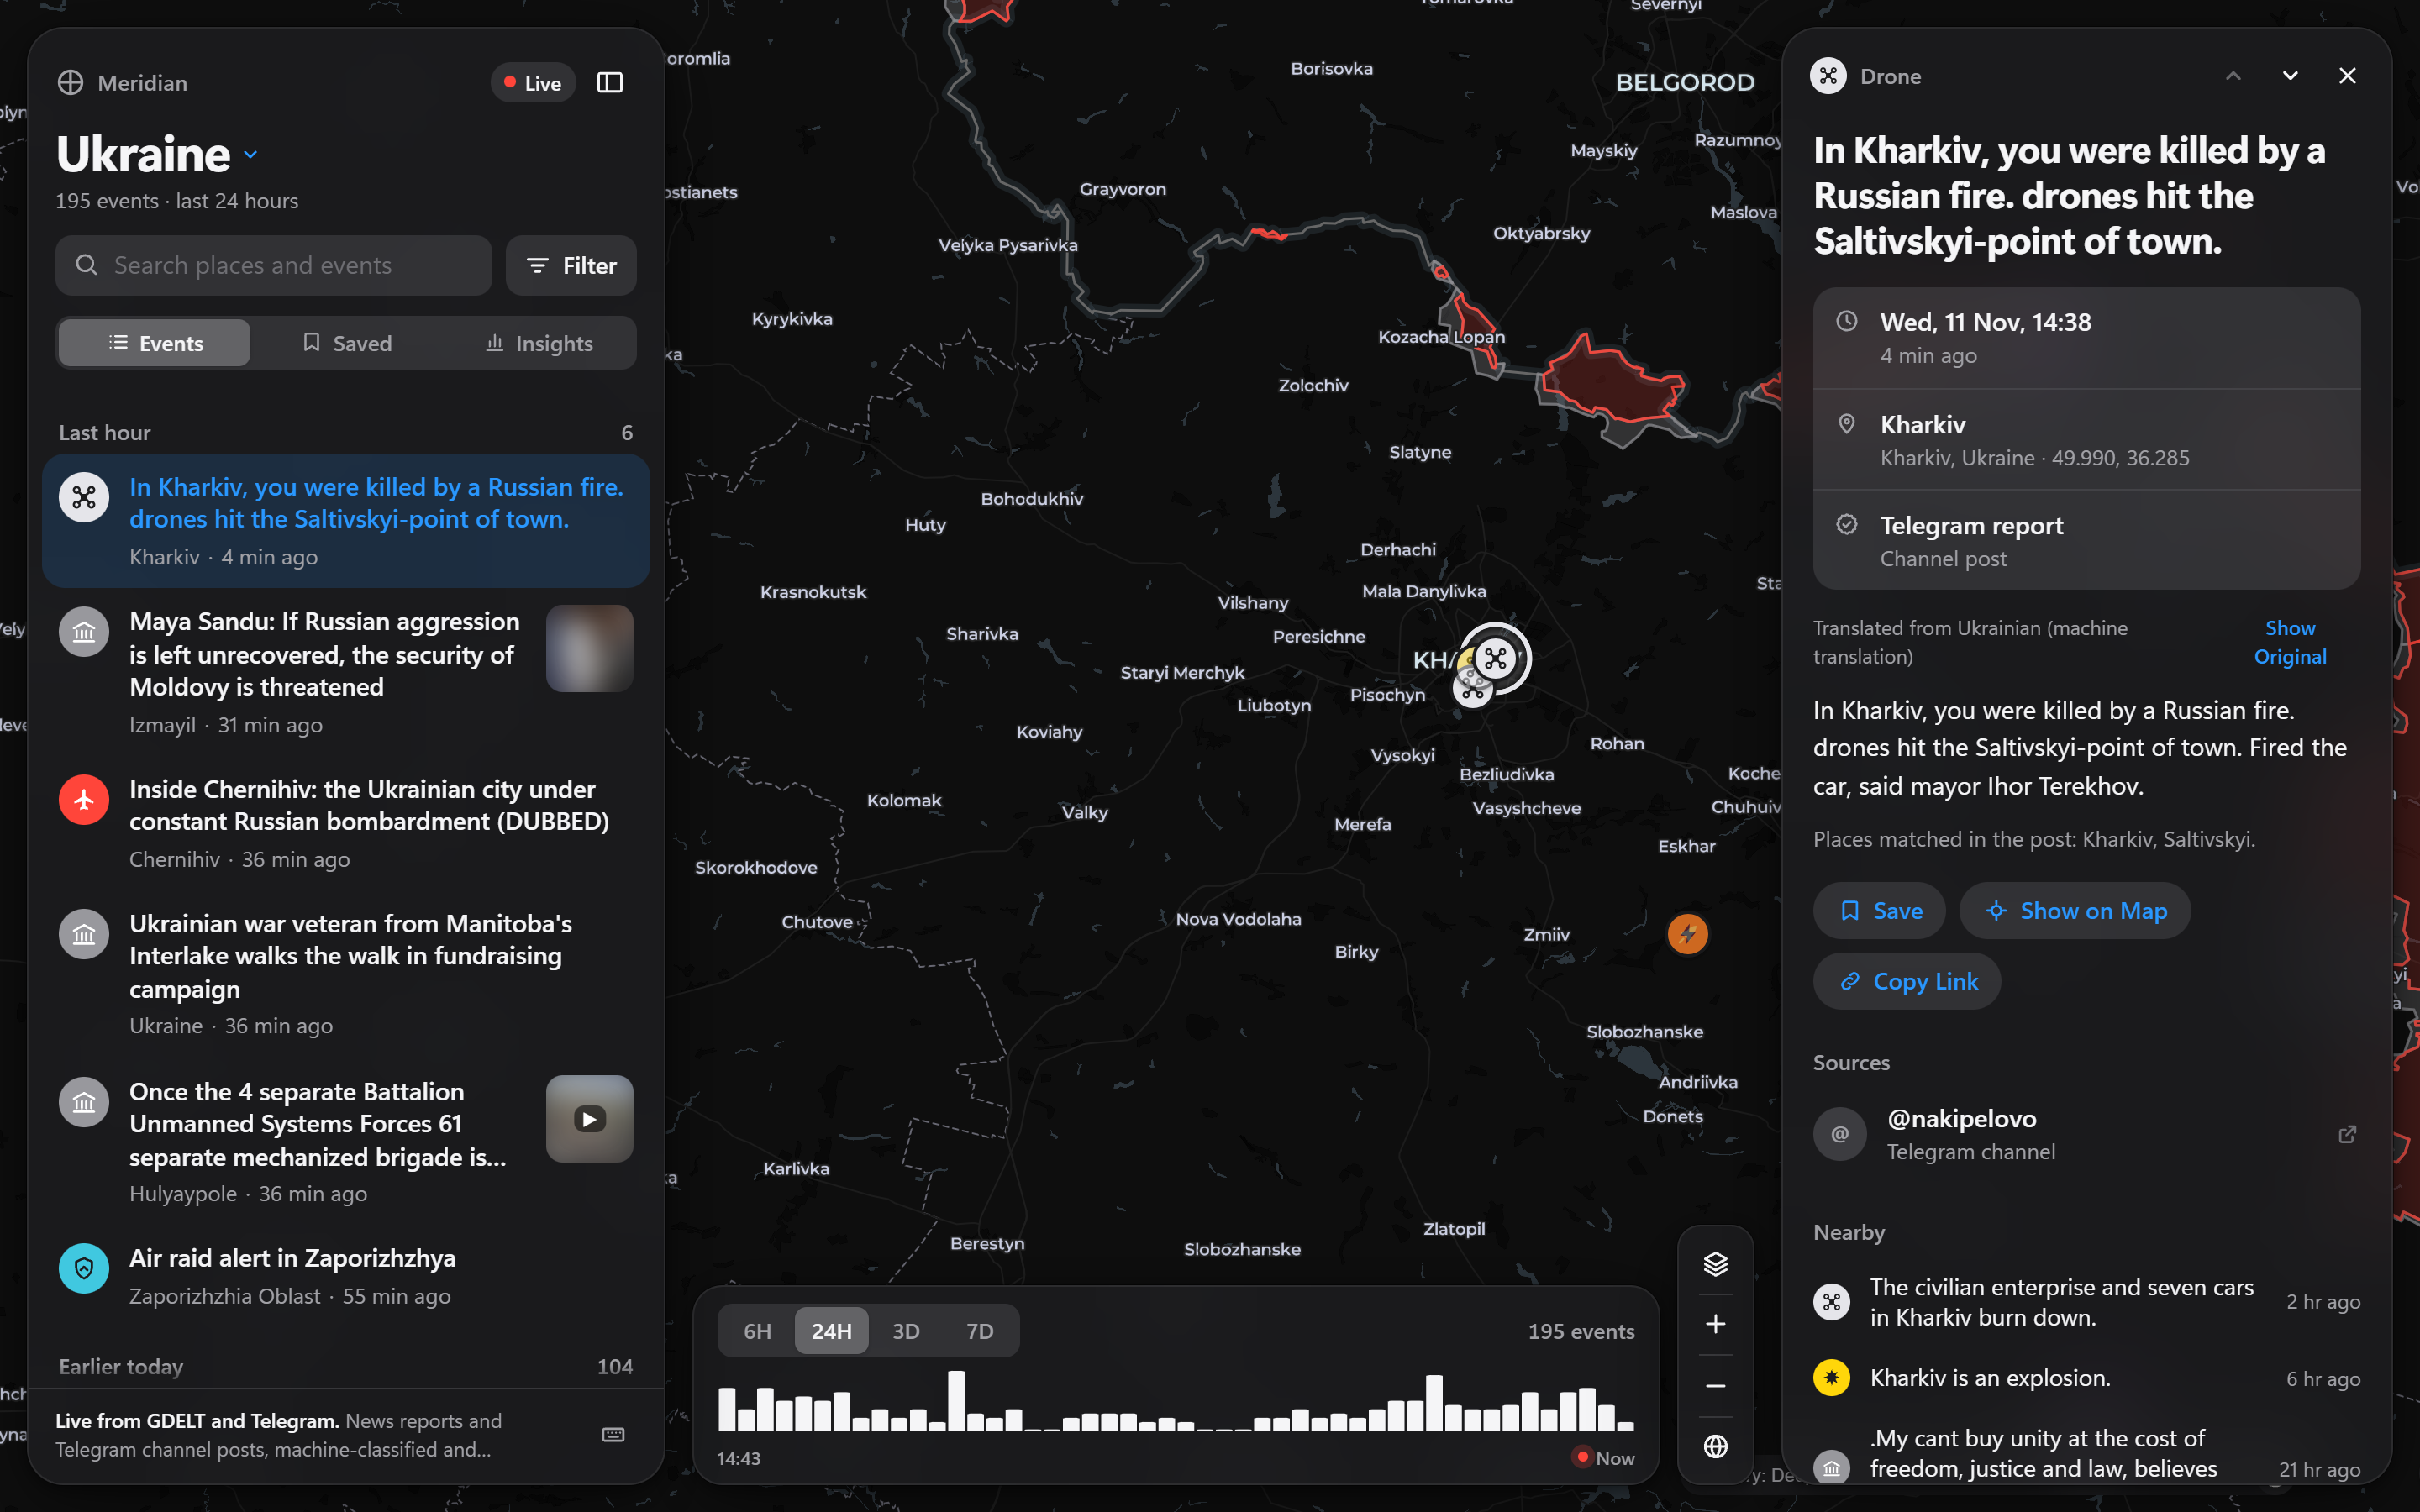 Meridian
Live
Ukraine
195 events · last 24 hours
Search places and events
Filter
Events
Saved
Insights
Last hour
6
In Kharkiv, you were killed by a Russian fire.
drones hit the Saltivskyi-point of town.
Kharkiv · 4 min ago
Maya Sandu: If Russian aggression
is left unrecovered, the security of
Moldovy is threatened
Izmayil · 31 min ago
Inside Chernihiv: the Ukrainian city under
constant Russian bombardment (DUBBED)
Chernihiv · 36 min ago
Ukrainian war veteran from Manitoba's
Interlake walks the walk in fundraising
campaign
Ukraine · 36 min ago
Once the 4 separate Battalion
Unmanned Systems Forces 61
separate mechanized brigade is...
Hulyaypole · 36 min ago
Air raid alert in Zaporizhzhya
Zaporizhzhia Oblast · 55 min ago
Earlier today
104
Live from GDELT and Telegram. News reports and
Telegram channel posts, machine-classified and...
Severnyi
Borisovka
BELGOROD
Mayskiy
Grayvoron
Maslova
Oktyabrsky
Velyka Pysarivka
Kyrykivka
Kozacha Lopan
Zolochiv
Slatyne
Bohodukhiv
Huty
Derhachi
Krasnokutsk
Mala Danylivka
Vilshany
Sharivka
Peresichne
Staryi Merchyk
Pisochyn
Liubotyn
Koviahy
Rohan
Vysokyi
Bezliudivka
Kolomak
Vasyshcheve
Valky
Merefa
Eskhar
Skorokhodove
Chutove
Nova Vodolaha
Zmiiv
Birky
Slobozhanske
Andriivka
Donets
Karlivka
Zlatopil
Berestyn
Slobozhanske
6H
24H
3D
7D
195 events
14:43
Now
Drone
In Kharkiv, you were killed by a
Russian fire. drones hit the
Saltivskyi-point of town.
Wed, 11 Nov, 14:38
4 min ago
Kharkiv
Kharkiv, Ukraine · 49.990, 36.285
Telegram report
Channel post
Translated from Ukrainian (machine
translation)
Show
Original
In Kharkiv, you were killed by a Russian fire.
drones hit the Saltivskyi-point of town. Fired the
car, said mayor Ihor Terekhov.
Places matched in the post: Kharkiv, Saltivskyi.
Save
Show on Map
Copy Link
Sources
@
@nakipelovo
Telegram channel
Nearby
The civilian enterprise and seven cars
in Kharkiv burn down.
2 hr ago
Kharkiv is an explosion.
6 hr ago
.My cant buy unity at the cost of
freedom, justice and law, believes
21 hr ago